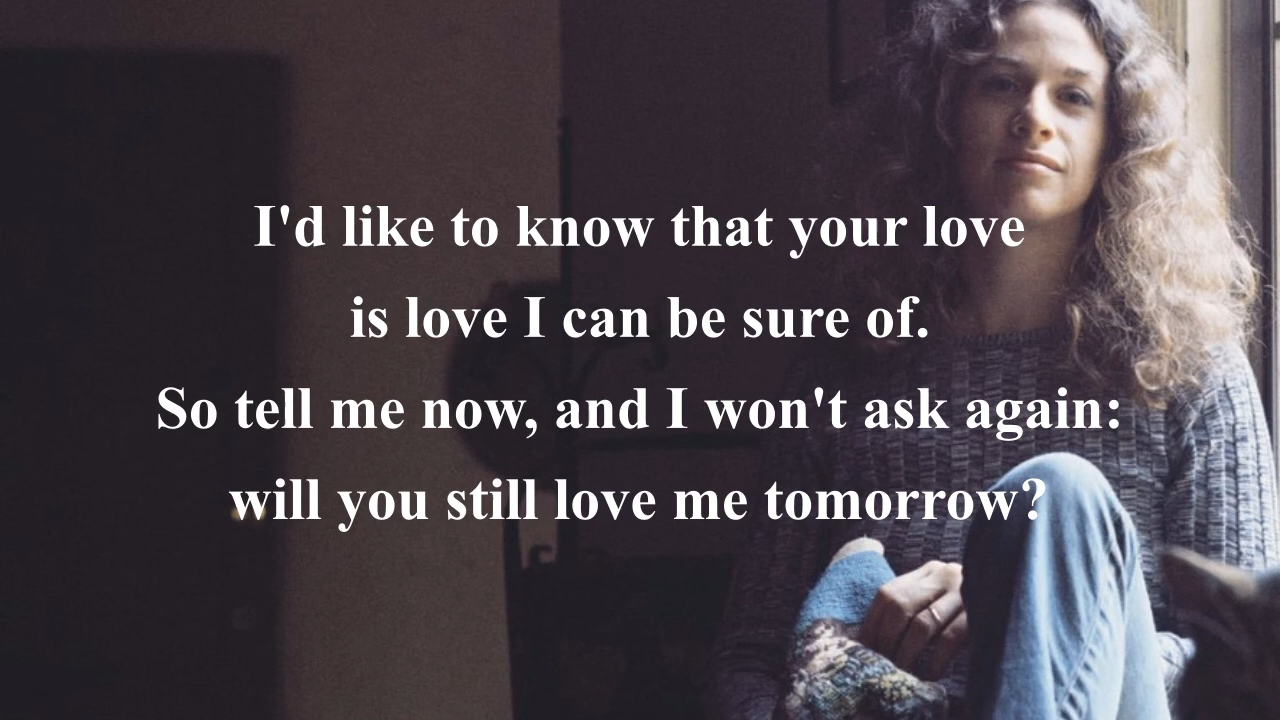 I'd like to know that your love
is love I can be sure of.
So tell me now, and I won't ask again:
will you still love me tomorrow?